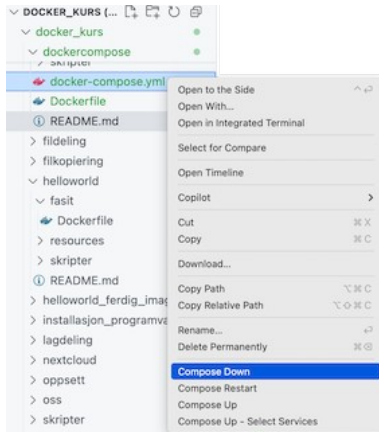 DOCKER_KURS (...
docker_kurs
dockercompose
skripter
docker-compose.yml
Dockerfile
README.md
fildeling
filkopiering
helloworld
fasit
Dockerfile
resources
skripter
README.md
helloworld_ferdig_imag
installasjon_programva
lagdeling
nextcloud
oppsett
oss
skripter
Open to the Side ^⏎
Open With...
Open in Integrated Terminal
Select for Compare
Open Timeline
Copilot
Cut ⌘X
Copy ⌘C
Download...
Copy Path ⌥⌘C
Copy Relative Path ⌥⇧⌘C
Rename... ⏎
Delete Permanently ⌘⌫
Compose Down
Compose Restart
Compose Up
Compose Up - Select Services